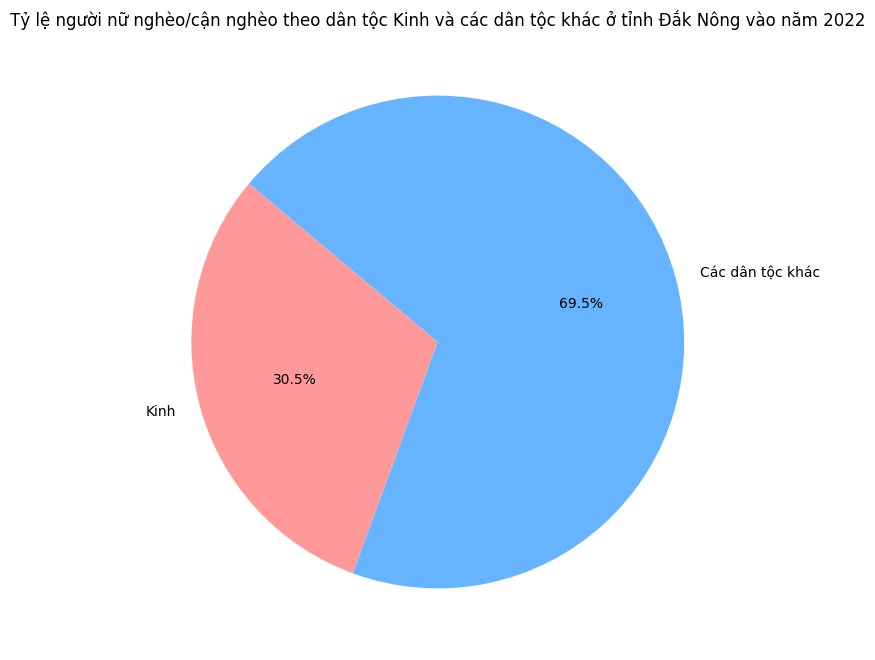 Tỷ lệ người nữ nghèo/cận nghèo theo dân tộc Kinh và các dân tộc khác ở tỉnh Đắk Nông vào năm 2022
Các dân tộc khác
69.5%
30.5%
Kinh